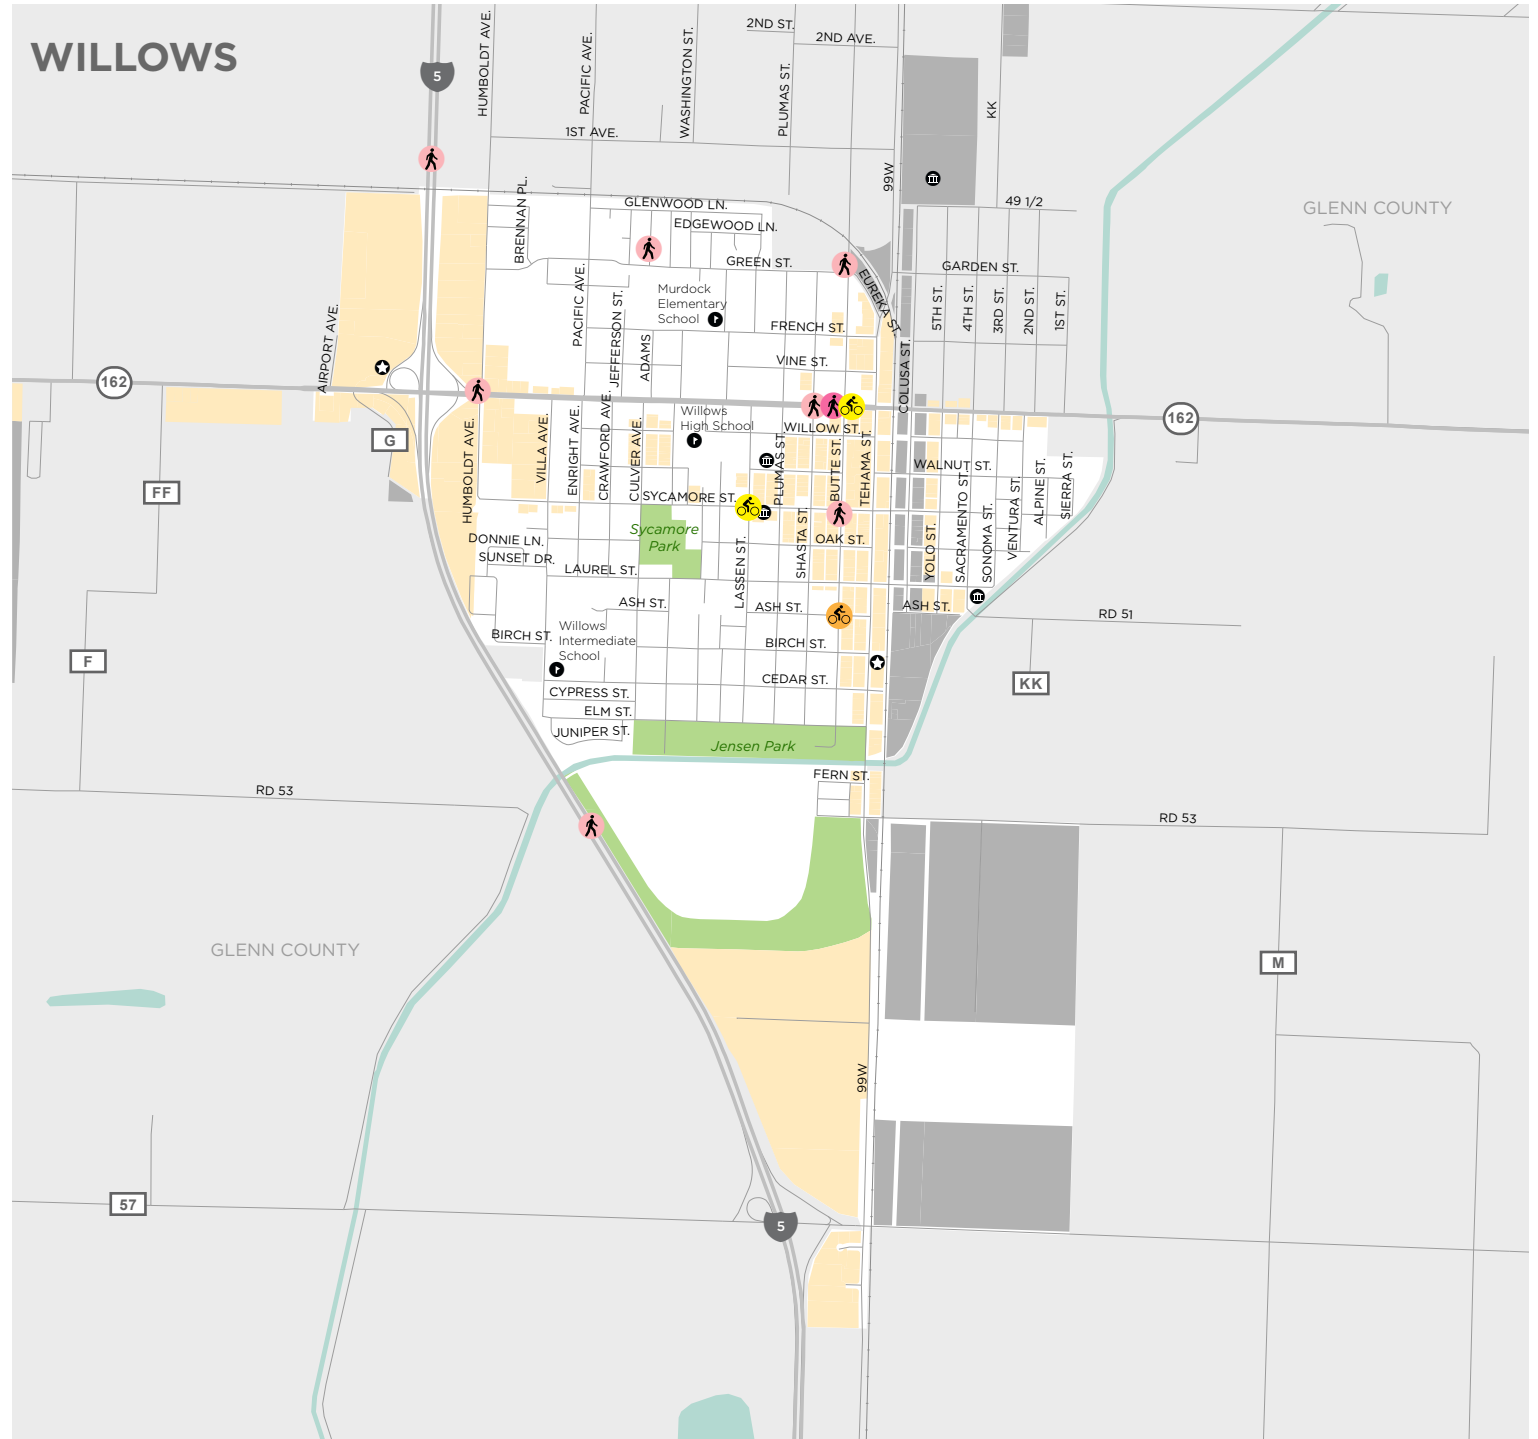 WILLOWS
5
HUMBOLDT AVE.
PACIFIC AVE.
WASHINGTON ST.
2ND ST.
2ND AVE.
PLUMAS ST.
KK
1ST AVE.
99W
49 1/2
GLENN COUNTY
BRENNAN PL.
GLENWOOD LN.
EDGEWOOD LN.
GREEN ST.
GARDEN ST.
EUREKA ST.
PACIFIC AVE.
JEFFERSON ST.
Murdock
Elementary
School
5TH ST.
4TH ST.
3RD ST.
2ND ST.
1ST ST.
FRENCH ST.
AIRPORT AVE.
ADAMS
VINE ST.
COLUSA ST.
162
162
Willows
High School
WILLOW ST.
G
HUMBOLDT AVE.
VILLA AVE.
ENRIGHT AVE.
CRAWFORD AVE.
CULVER AVE.
PLUMAS ST.
BUTTE ST.
TEHAMA ST.
WALNUT ST.
FF
SYCAMORE ST.
SACRAMENTO ST.
SONOMA ST.
VENTURA ST.
ALPINE ST.
SIERRA ST.
Sycamore
Park
SHASTA ST.
OAK ST.
YOLO ST.
DONNIE LN.
SUNSET DR.
LAUREL ST.
LASSEN ST.
ASH ST.
ASH ST.
ASH ST.
RD 51
BIRCH ST.
Willows
Intermediate
School
BIRCH ST.
F
CEDAR ST.
KK
CYPRESS ST.
ELM ST.
JUNIPER ST.
Jensen Park
FERN ST.
RD 53
RD 53
GLENN COUNTY
M
99W
57
5